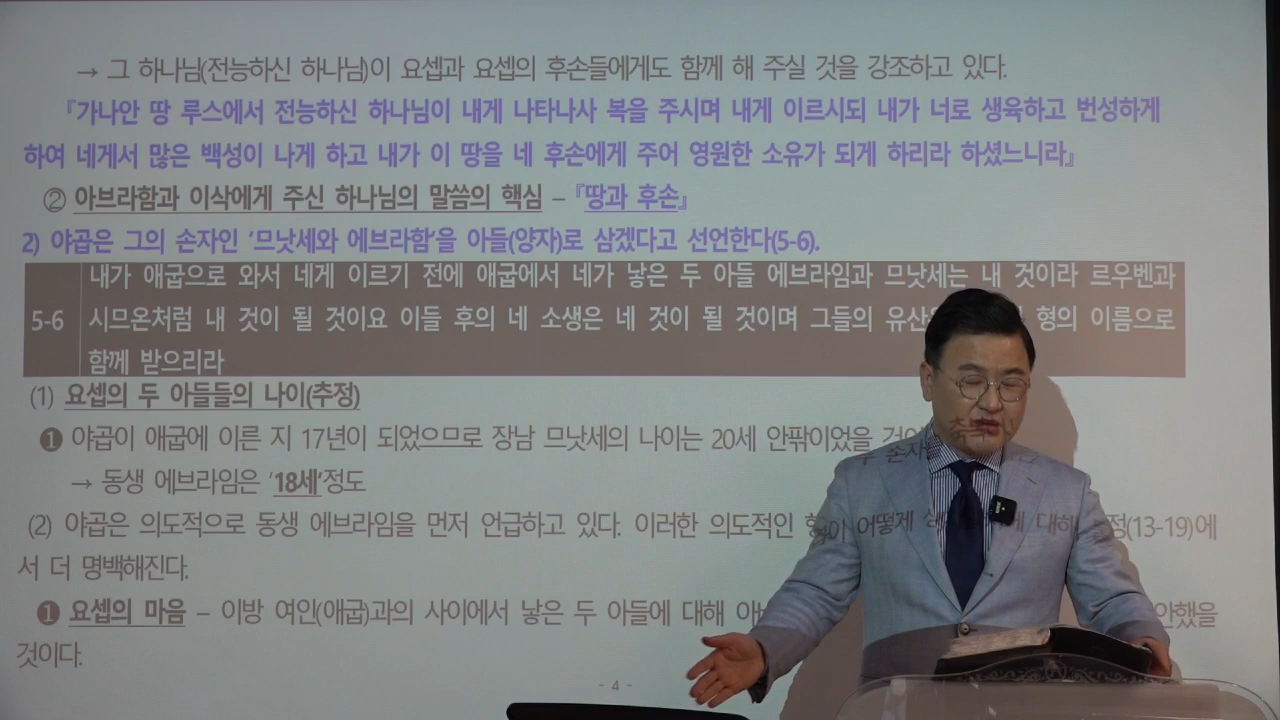 → 그 하나님(전능하신 하나님)이 요셉과 요셉의 후손들에게도 함께 해 주실 것을 강조하고 있다.
『가나안 땅 루스에서 전능하신 하나님이 내게 나타나사 복을 주시며 내게 이르시되 내가 너로 생육하고 번성하게
하여 네게서 많은 백성이 나게 하고 내가 이 땅을 네 후손에게 주어 영원한 소유가 되게 하리라 하셨느니라』
② 아브라함과 이삭에게 주신 하나님의 말씀의 핵심 – 『땅과 후손』
2) 야곱은 그의 손자인 '므낫세와 에브라함'을 아들(양자)로 삼겠다고 선언한다(5-6).
5-6
내가 애굽으로 와서 네게 이르기 전에 애굽에서 네가 낳은 두 아들 에브라임과 므낫세는 내 것이라 르우벤과
시므온처럼 내 것이 될 것이요 이들 후의 네 소생은 네 것이 될 것이며 그들의 형의 이름으로
함께 받으리라
(1) 요셉의 두 아들들의 나이(추정)
❶ 야곱이 애굽에 이른 지 17년이 되었으므로 장남 므낫세의 나이는 20세 안팎이었을
→ 동생 에브라임은 '18세'정도
(2) 야곱은 의도적으로 동생 에브라임을 먼저 언급하고 있다. 이러한 의도적인 어떻게 대해
서 더 명백해진다.
❶ 요셉의 마음 – 이방 여인(애굽)과의 사이에서 낳은 두 아들에 대해
것이다.
- 4 -